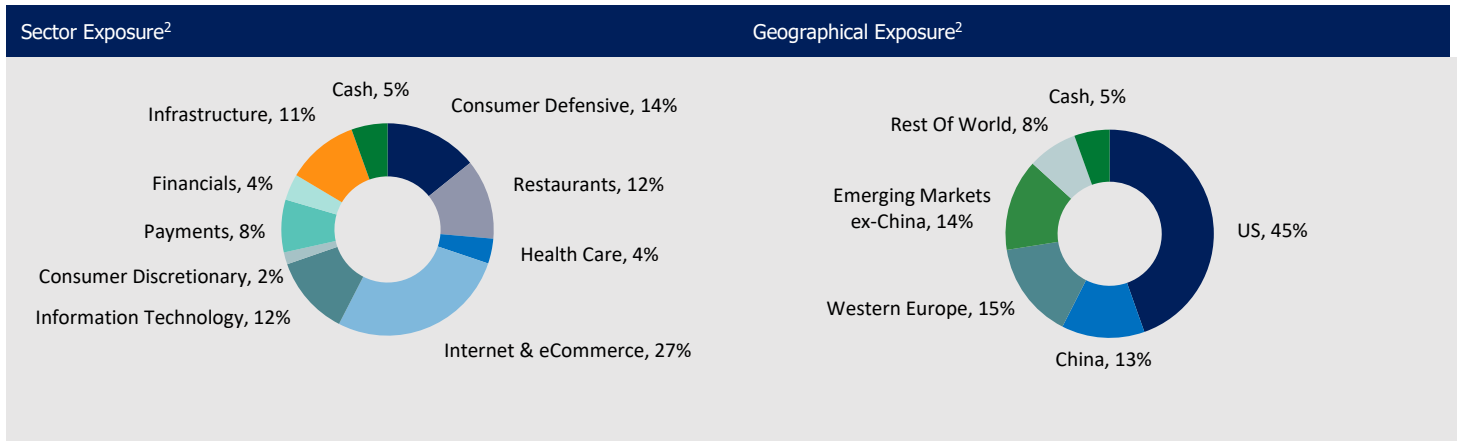 Sector Exposure2
Cash, 5%
Consumer Defensive, 14%
Infrastructure, 11%
Restaurants, 12%
Financials, 4%
Payments, 8%
Health Care, 4%
Consumer Discretionary, 2%
Information Technology, 12%
Internet & eCommerce, 27%
Geographical Exposure2
Cash, 5%
Rest Of World, 8%
Emerging Markets
ex-China, 14%
US, 45%
Western Europe, 15%
China, 13%